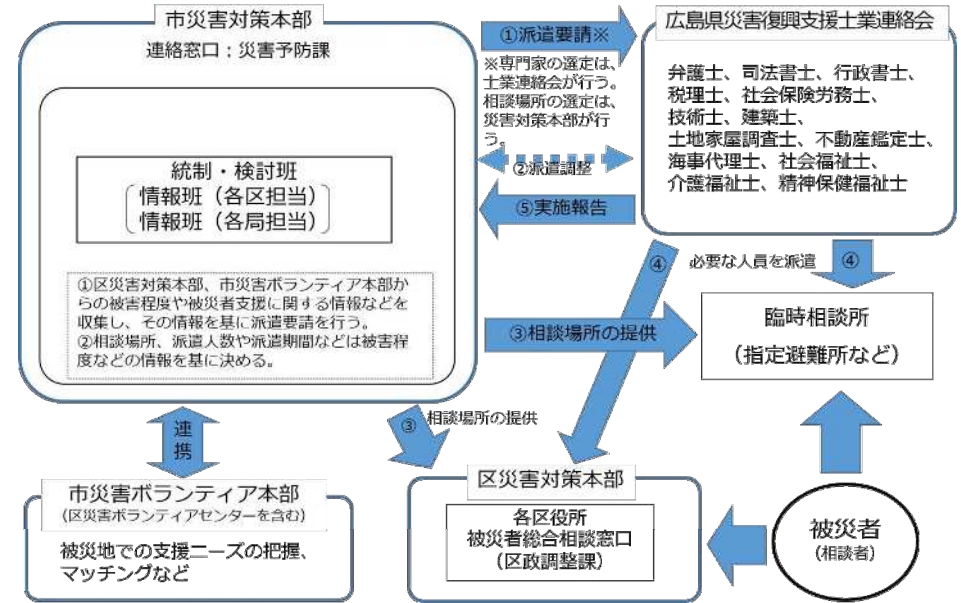 市災害対策本部
連絡窓口：災害予防課
統制・検討班
情報班（各区担当）
情報班（各局担当）
①区災害対策本部、市災害ボランティア本部か
らの被害程度や被災者支援に関する情報などを
収集し、その情報を基に派遣要請を行う。
②相談場所、派遣人数や派遣期間などは被害程
度などの情報を基に決める。
①派遣要請※
※専門家の選定は、
士業連絡会が行う。
相談場所の選定は、
災害対策本部が行
う。
②派遣調整
⑤実施報告
広島県災害復興支援士業連絡会
弁護士、司法書士、行政書士、
税理士、社会保険労務士、
技術士、建築士、
土地家屋調査士、不動産鑑定士、
海事代理士、社会福祉士、
介護福祉士、精神保健福祉士
④
必要な人員を派遣
④
③相談場所の提供
臨時相談所
（指定避難所など）
連
携
③
相談場所の提供
市災害ボランティア本部
（区災害ボランティアセンターを含む）
被災地での支援ニーズの把握、
マッチングなど
区災害対策本部
各区役所
被災者総合相談窓口
（区政調整課）
被災者
（相談者）